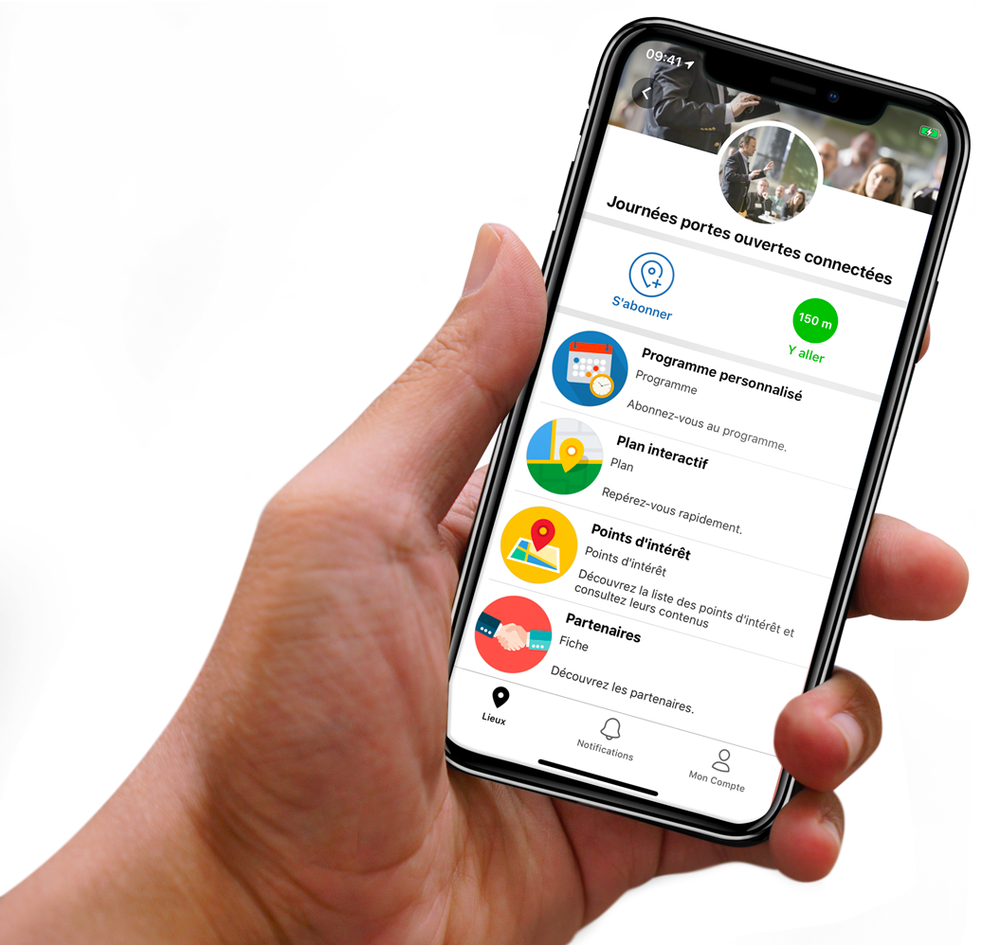 09:41
Journées portes ouvertes connectées
S'abonner
150 m
Y aller
Programme personnalisé
Programme
Abonnez-vous au programme.
Plan interactif
Plan
Repérez-vous rapidement.
Points d'intérêt
Points d'intérêt
Découvrez la liste des points d'intérêt et
consultez leurs contenus
Partenaires
Fiche
Découvrez les partenaires.
Lieux
Notifications
Mon Compte